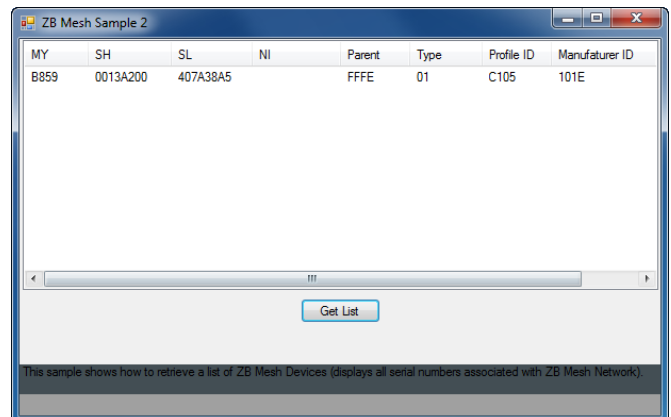 ZB Mesh Sample 2
MY SH SL NI Parent Type Profile ID Manufaturer ID
B859 0013A200 407A38A5 FFFE 01 C105 101E
Get List
This sample shows how to retrieve a list of ZB Mesh Devices (displays all serial numbers associated with ZB Mesh Network).